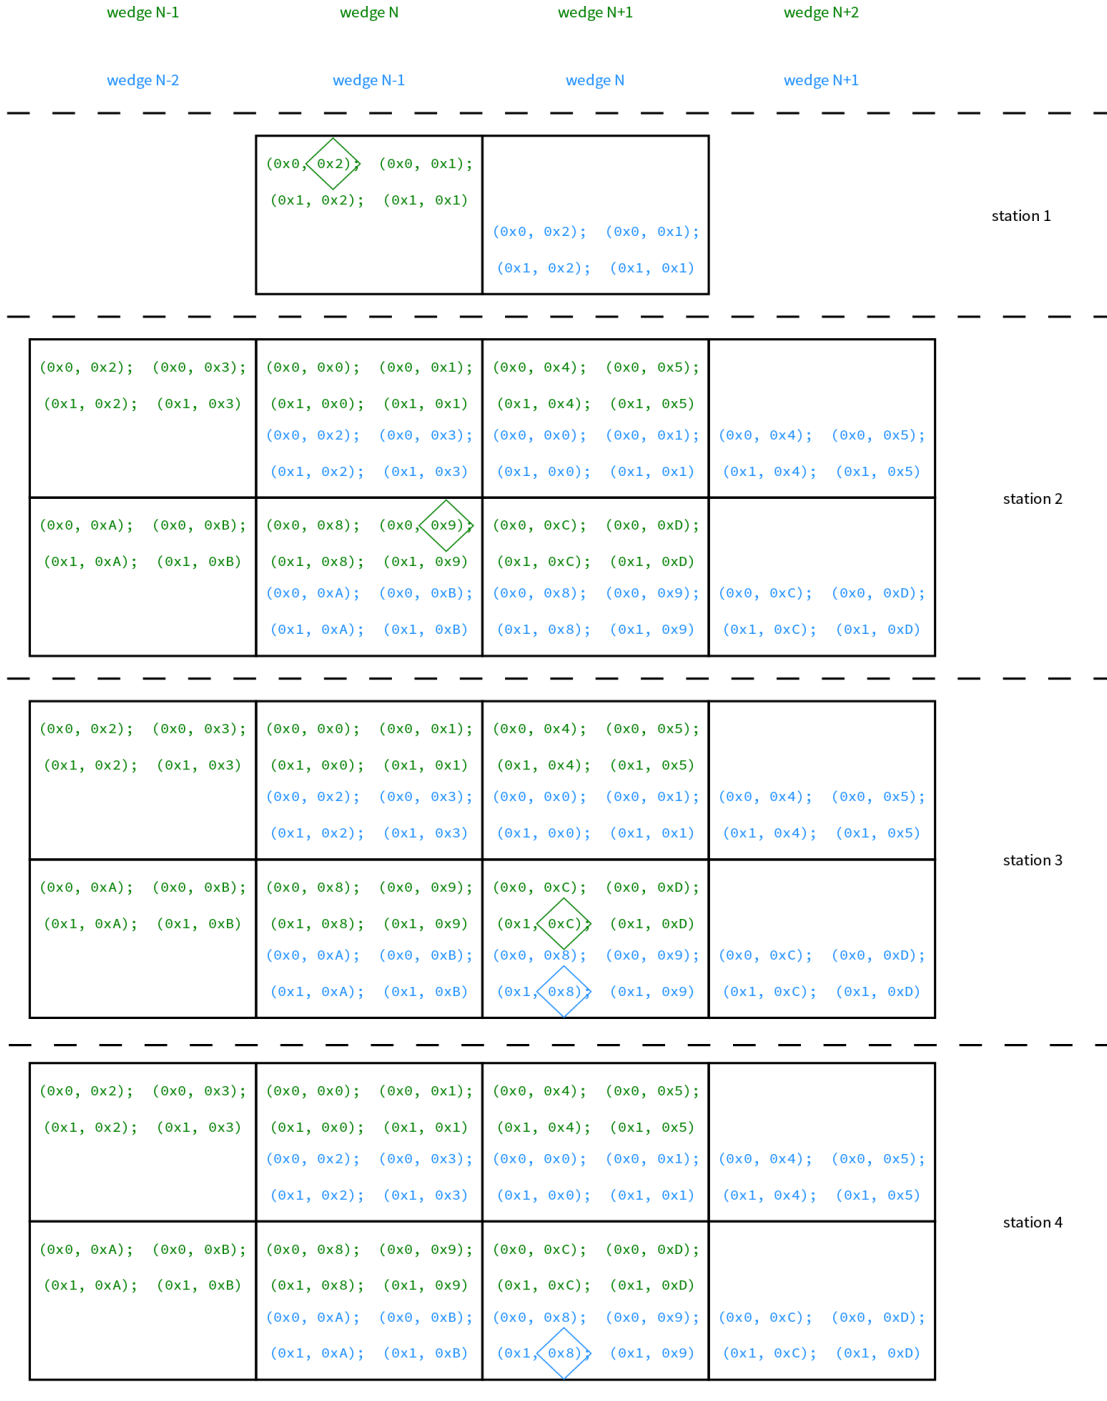 wedge N-1 wedge N wedge N+1 wedge N+2
wedge N-2 wedge N-1 wedge N wedge N+1
(0x0, 0x2); (0x0, 0x1);
(0x1, 0x2); (0x1, 0x1)
station 1
(0x0, 0x2); (0x0, 0x1);
(0x1, 0x2); (0x1, 0x1)
(0x0, 0x2); (0x0, 0x3); (0x0, 0x0); (0x0, 0x1); (0x0, 0x4); (0x0, 0x5);
(0x1, 0x2); (0x1, 0x3) (0x1, 0x0); (0x1, 0x1) (0x1, 0x4); (0x1, 0x5)
(0x0, 0x2); (0x0, 0x3); (0x0, 0x0); (0x0, 0x1); (0x0, 0x4); (0x0, 0x5);
(0x1, 0x2); (0x1, 0x3) (0x1, 0x0); (0x1, 0x1) (0x1, 0x4); (0x1, 0x5)
station 2
(0x0, 0xA); (0x0, 0xB); (0x0, 0x8); (0x0, 0x9); (0x0, 0xC); (0x0, 0xD);
(0x1, 0xA); (0x1, 0xB) (0x1, 0x8); (0x1, 0x9) (0x1, 0xC); (0x1, 0xD)
(0x0, 0xA); (0x0, 0xB); (0x0, 0x8); (0x0, 0x9); (0x0, 0xC); (0x0, 0xD);
(0x1, 0xA); (0x1, 0xB) (0x1, 0x8); (0x1, 0x9) (0x1, 0xC); (0x1, 0xD)
(0x0, 0x2); (0x0, 0x3); (0x0, 0x0); (0x0, 0x1); (0x0, 0x4); (0x0, 0x5);
(0x1, 0x2); (0x1, 0x3) (0x1, 0x0); (0x1, 0x1) (0x1, 0x4); (0x1, 0x5)
(0x0, 0x2); (0x0, 0x3); (0x0, 0x0); (0x0, 0x1); (0x0, 0x4); (0x0, 0x5);
(0x1, 0x2); (0x1, 0x3) (0x1, 0x0); (0x1, 0x1) (0x1, 0x4); (0x1, 0x5)
station 3
(0x0, 0xA); (0x0, 0xB); (0x0, 0x8); (0x0, 0x9); (0x0, 0xC); (0x0, 0xD);
(0x1, 0xA); (0x1, 0xB) (0x1, 0x8); (0x1, 0x9) (0x1, 0xC); (0x1, 0xD)
(0x0, 0xA); (0x0, 0xB); (0x0, 0x8); (0x0, 0x9); (0x0, 0xC); (0x0, 0xD);
(0x1, 0xA); (0x1, 0xB) (0x1, 0x8); (0x1, 0x9) (0x1, 0xC); (0x1, 0xD)
(0x0, 0x2); (0x0, 0x3); (0x0, 0x0); (0x0, 0x1); (0x0, 0x4); (0x0, 0x5);
(0x1, 0x2); (0x1, 0x3) (0x1, 0x0); (0x1, 0x1) (0x1, 0x4); (0x1, 0x5)
(0x0, 0x2); (0x0, 0x3); (0x0, 0x0); (0x0, 0x1); (0x0, 0x4); (0x0, 0x5);
(0x1, 0x2); (0x1, 0x3) (0x1, 0x0); (0x1, 0x1) (0x1, 0x4); (0x1, 0x5)
station 4
(0x0, 0xA); (0x0, 0xB); (0x0, 0x8); (0x0, 0x9); (0x0, 0xC); (0x0, 0xD);
(0x1, 0xA); (0x1, 0xB) (0x1, 0x8); (0x1, 0x9) (0x1, 0xC); (0x1, 0xD)
(0x0, 0xA); (0x0, 0xB); (0x0, 0x8); (0x0, 0x9); (0x0, 0xC); (0x0, 0xD);
(0x1, 0xA); (0x1, 0xB) (0x1, 0x8); (0x1, 0x9) (0x1, 0xC); (0x1, 0xD)